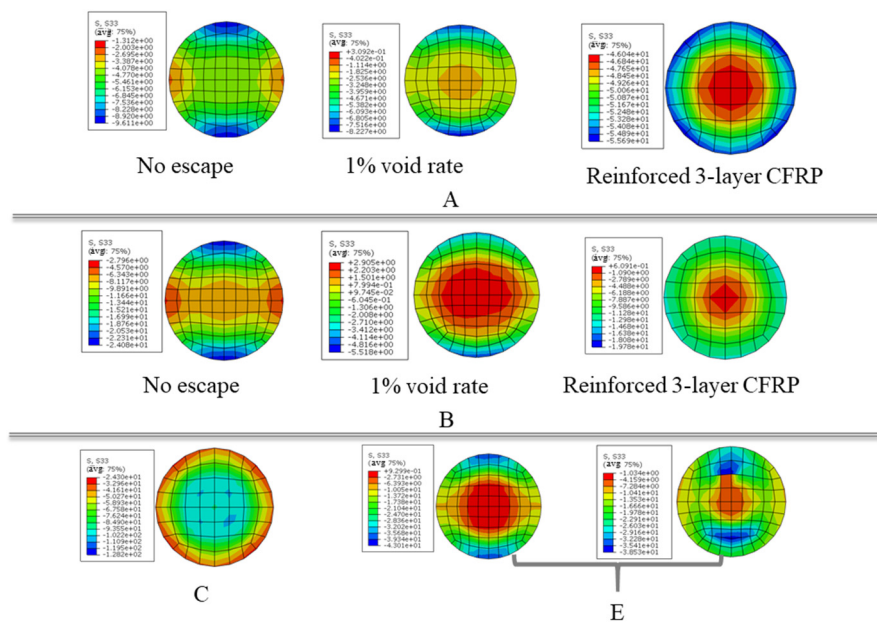 S, S33
(avg: 75%)
-1.312e+00
-2.003e+00
-2.695e+00
-3.387e+00
-4.078e+00
-4.770e+00
-5.461e+00
-6.153e+00
-6.845e+00
-7.536e+00
-8.228e+00
-8.920e+00
-9.611e+00
No escape
S, S33
(avg: 75%)
+3.092e-01
-4.022e-01
-1.114e+00
-1.825e+00
-2.536e+00
-3.248e+00
-3.959e+00
-4.671e+00
-5.382e+00
-6.093e+00
-6.805e+00
-7.516e+00
-8.227e+00
1% void rate
S, S33
(avg: 75%)
-4.604e+01
-4.684e+01
-4.765e+01
-4.845e+01
-4.926e+01
-5.006e+01
-5.087e+01
-5.167e+01
-5.248e+01
-5.328e+01
-5.408e+01
-5.489e+01
-5.569e+01
Reinforced 3-layer CFRP
A
S, S33
(avg: 75%)
-2.796e+00
-4.570e+00
-6.343e+00
-8.117e+00
-9.891e+00
-1.166e+01
-1.344e+01
-1.521e+01
-1.699e+01
-1.876e+01
-2.053e+01
-2.231e+01
-2.408e+01
No escape
S, S33
(avg: 75%)
+2.905e+00
+2.203e+00
+1.501e+00
+7.994e-01
+9.745e-02
-6.045e-01
-1.306e+00
-2.008e+00
-2.710e+00
-3.412e+00
-4.114e+00
-4.816e+00
-5.518e+00
1% void rate
S, S33
(avg: 75%)
+6.091e-01
-1.090e+00
-2.789e+00
-4.488e+00
-6.188e+00
-7.887e+00
-9.586e+00
-1.128e+01
-1.298e+01
-1.468e+01
-1.638e+01
-1.808e+01
-1.978e+01
Reinforced 3-layer CFRP
B
S, S33
(avg: 75%)
-2.430e+01
-3.296e+01
-4.161e+01
-5.027e+01
-5.893e+01
-6.758e+01
-7.624e+01
-8.490e+01
-9.355e+01
-1.022e+02
-1.109e+02
-1.195e+02
-1.282e+02
C
S, S33
(avg 75%)
+9.299e-01
-2.731e+00
-6.393e+00
-1.005e+01
-1.372e+01
-1.738e+01
-2.104e+01
-2.470e+01
-2.836e+01
-3.202e+01
-3.568e+01
-3.934e+01
-4.301e+01
S, S33
(avg 75%)
-1.034e+00
-4.159e+00
-7.284e+00
-1.041e+01
-1.353e+01
-1.666e+01
-1.978e+01
-2.291e+01
-2.603e+01
-2.916e+01
-3.228e+01
-3.541e+01
-3.853e+01
E